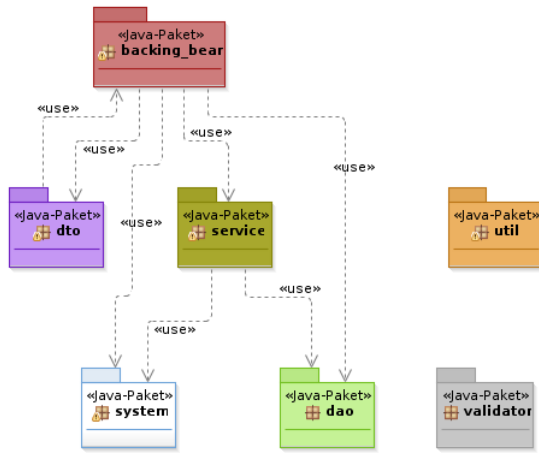 «Java-Paket»
backing_bear
«use»
«use»
«use»
«use»
«use»
«Java-Paket»
dto
«Java-Paket»
service
«Java-Paket»
util
«use»
«use»
«Java-Paket»
system
«Java-Paket»
dao
«Java-Paket»
validator